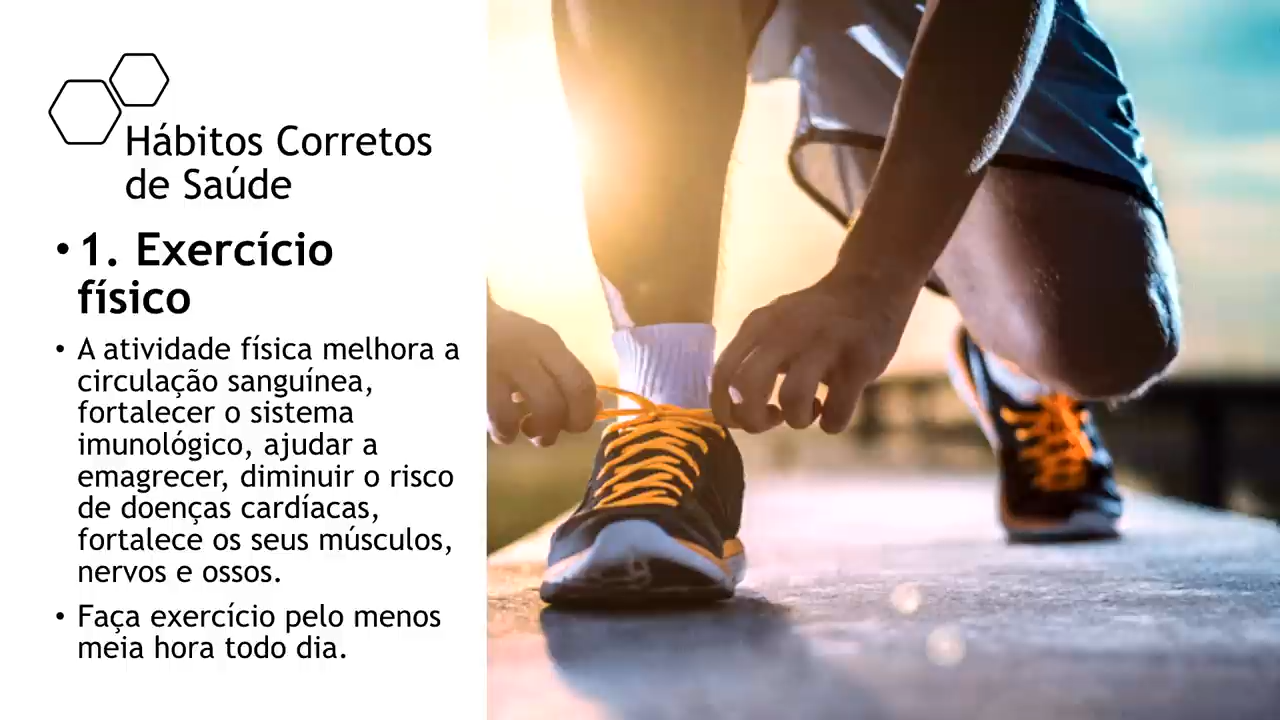 Hábitos Corretos
de Saúde
• 1. Exercício
físico
• A atividade física melhora a
circulação sanguínea,
fortalecer o sistema
imunológico, ajudar a
emagrecer, diminuir o risco
de doenças cardíacas,
fortalece os seus músculos,
nervos e ossos.
• Faça exercício pelo menos
meia hora todo dia.